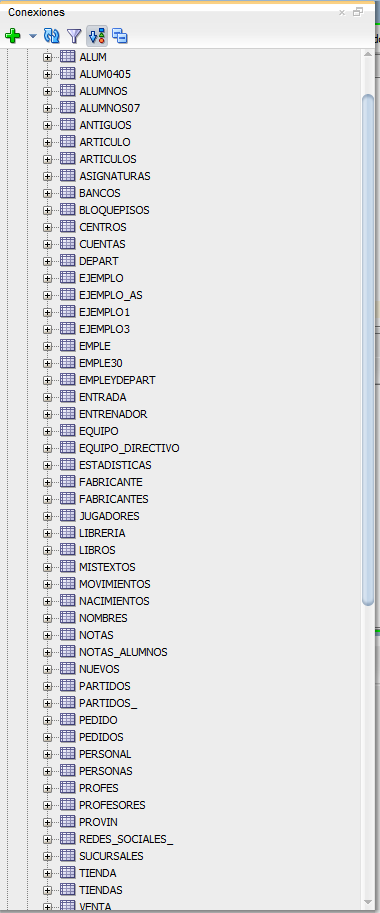 Conexiones
ALUM
ALUM0405
ALUMNOS
ALUMNOS07
ANTIGUOS
ARTICULO
ARTICULOS
ASIGNATURAS
BANCOS
BLOQUEPISOS
CENTROS
CUENTAS
DEPART
EJEMPLO
EJEMPLO_AS
EJEMPLO1
EJEMPLO3
EMPLE
EMPLE30
EMPLEYDEPART
ENTRADA
ENTRENADOR
EQUIPO
EQUIPO_DIRECTIVO
ESTADISTICAS
FABRICANTE
FABRICANTES
JUGADORES
LIBRERIA
LIBROS
MISTEXTOS
MOVIMIENTOS
NACIMIENTOS
NOMBRES
NOTAS
NOTAS_ALUMNOS
NUEVOS
PARTIDOS
PARTIDOS_
PEDIDO
PEDIDOS
PERSONAL
PERSONAS
PROFES
PROFESORES
PROVIN
REDES_SOCIALES_
SUCURSALES
TIENDA
TIENDAS
VENTA